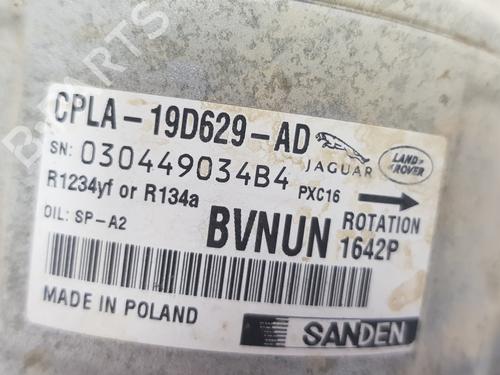 B-PARTS
CPLA-19D629-AD
JAGUAR
LAND ROVER
SN: 030449034B4
R1234yf or R134a
PXC16
OIL: SP-A2
BVNUN
ROTATION
1642P
MADE IN POLAND
SANDEN